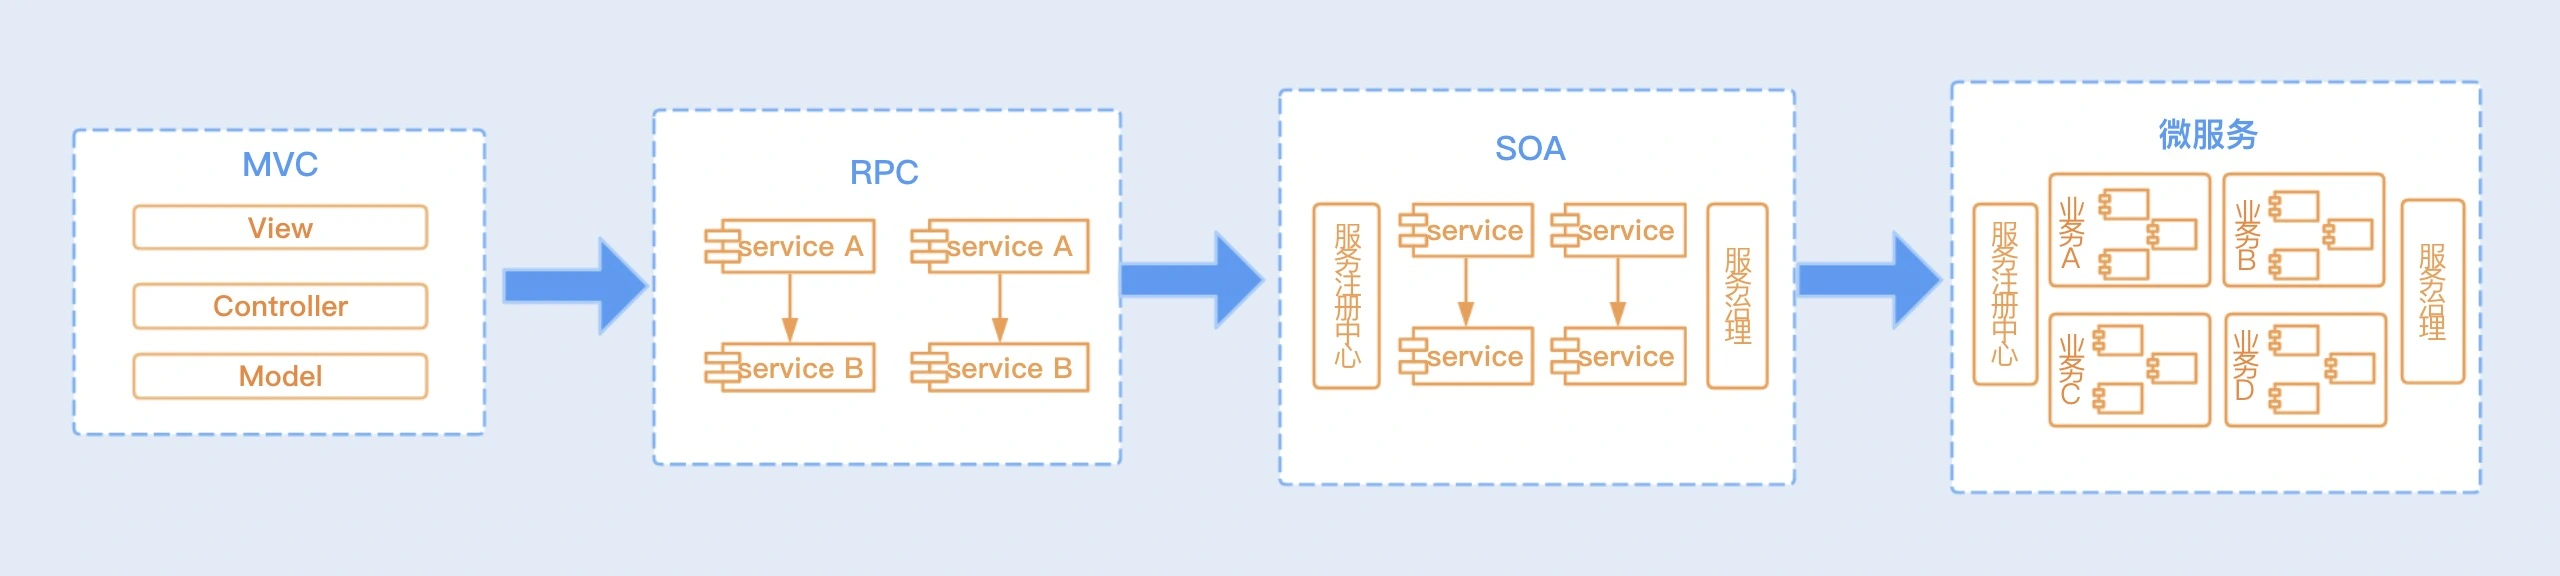 MVC
View
Controller
Model
RPC
service A
service A
service B
service B
SOA
服务注册中心
service
service
service
service
服务治理
微服务
服务注册中心
业务A
业务B
业务C
业务D
服务治理